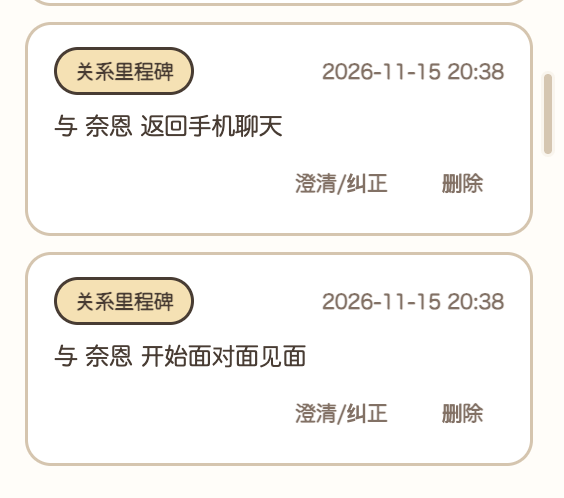 关系里程碑 2026-11-15 20:38
与 奈恩 返回手机聊天
澄清/纠正 删除
关系里程碑 2026-11-15 20:38
与 奈恩 开始面对面见面
澄清/纠正 删除